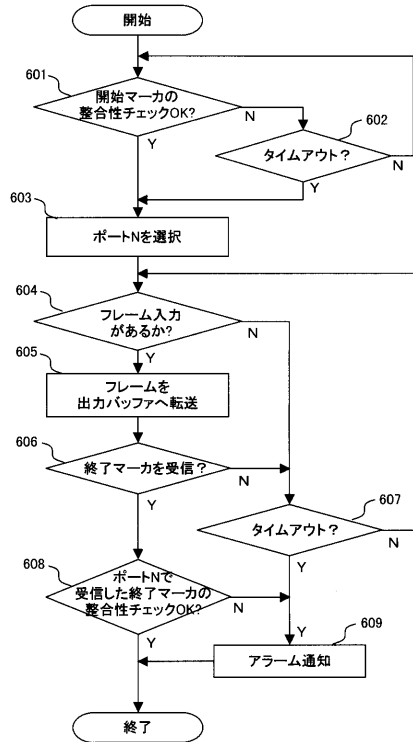 開始
601
開始マーカの
整合性チェックOK?
N
602
Y
タイムアウト?
N
Y
603
ポートNを選択
604
フレーム入力
があるか?
N
Y
605
フレームを
出力バッファへ転送
606
終了マーカを受信?
N
607
Y
タイムアウト?
N
608
ポートNで
受信した終了マーカの
整合性チェックOK?
N
Y
Y
609
アラーム通知
終了